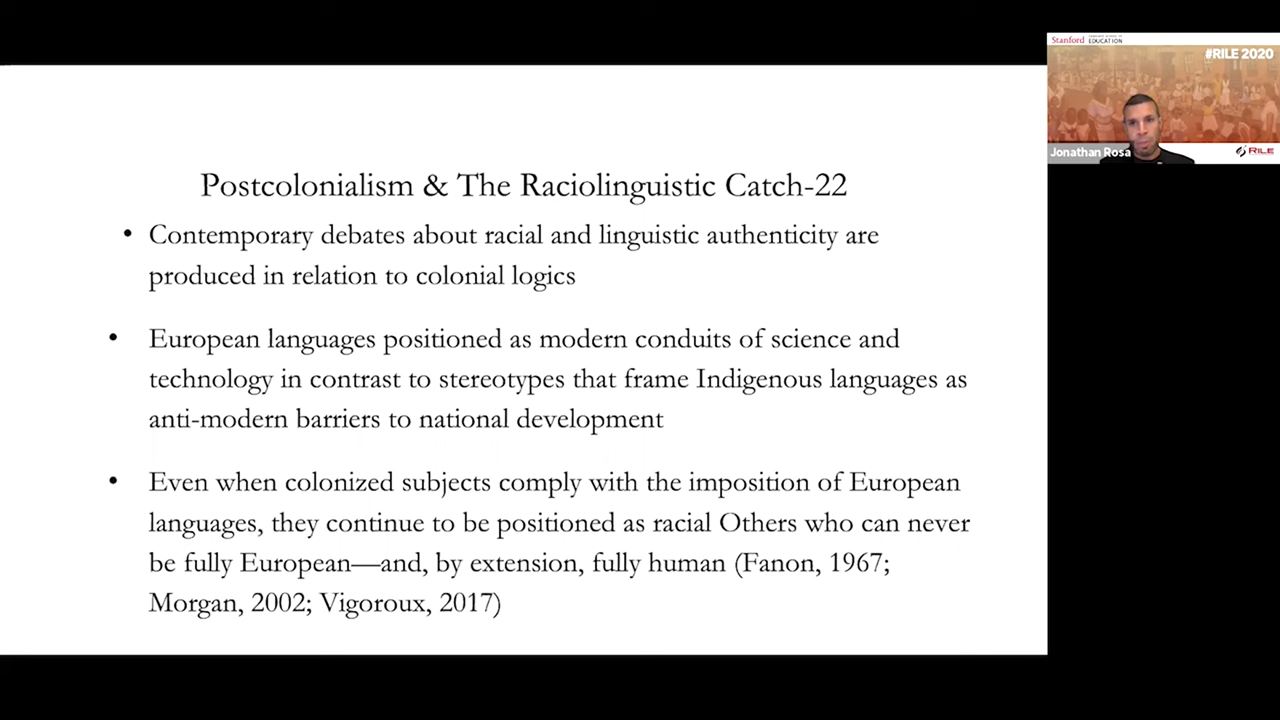 Postcolonialism & The Raciolinguistic Catch-22
• Contemporary debates about racial and linguistic authenticity are
produced in relation to colonial logics
• European languages positioned as modern conduits of science and
technology in contrast to stereotypes that frame Indigenous languages as
anti-modern barriers to national development
• Even when colonized subjects comply with the imposition of European
languages, they continue to be positioned as racial Others who can never
be fully European—and, by extension, fully human (Fanon, 1967;
Morgan, 2002; Vigoroux, 2017)
Stanford EDUCATION
#RILE 2020
Jonathan Rosa
RILE